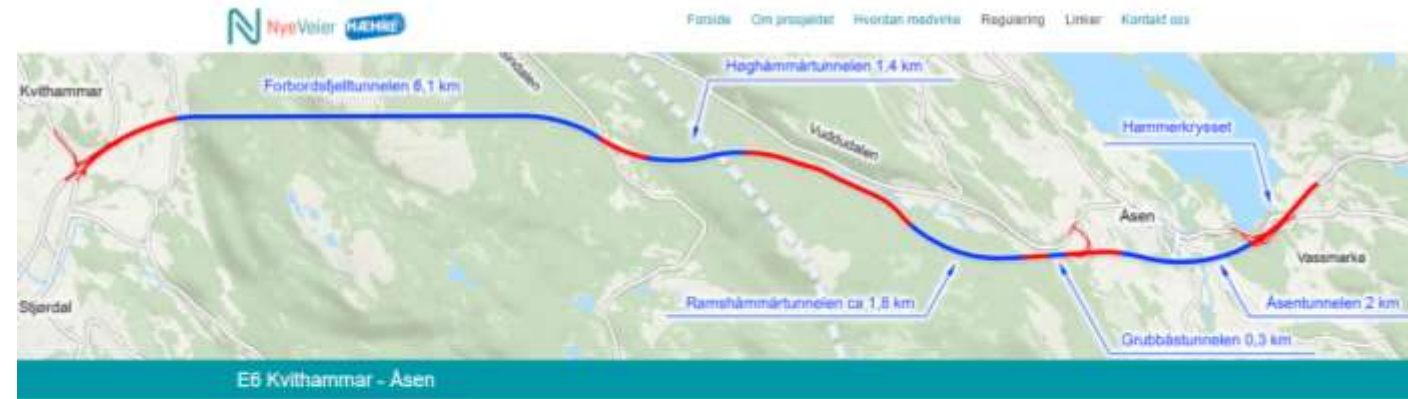 NyeVeier HÆHRE
Forside Om prosjektet Hvordan medvirke Regulering Linker Kontakt oss
Høghåmmårtunnelen 1,4 km
Kvithammar
Forbordsfjelltunnelen 6,1 km
Vuddudalen
Hammerkrysset
Åsen
Vassmarka
Stjørdal
Ramshåmmårtunnelen ca 1,8 km
Åsentunnelen 2 km
Grubbåstunnelen 0,3 km
E6 Kvithammar - Åsen